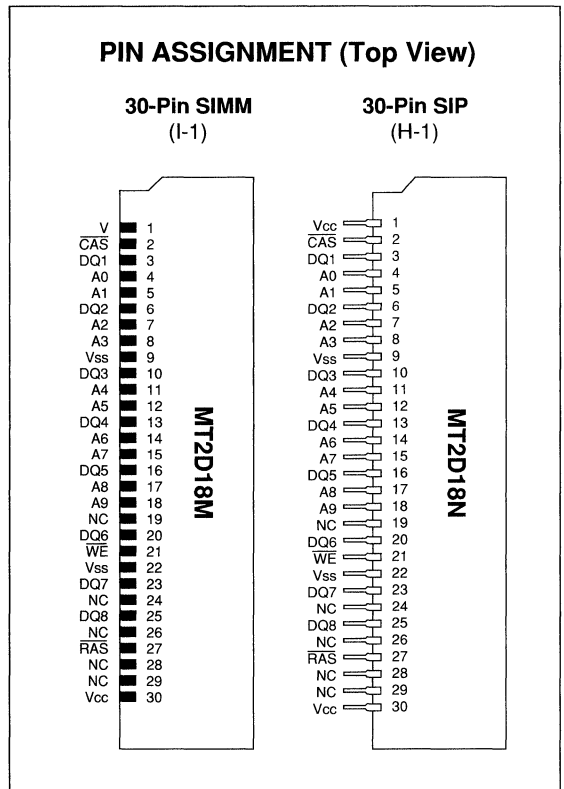 PIN ASSIGNMENT (Top View)
30-Pin SIMM
(I-1)
V 1
CAS 2
DQ1 3
A0 4
A1 5
DQ2 6
A2 7
A3 8
Vss 9
DQ3 10
A4 11
A5 12
DQ4 13
A6 14
A7 15
DQ5 16
A8 17
A9 18
NC 19
DQ6 20
WE 21
Vss 22
DQ7 23
NC 24
DQ8 25
NC 26
RAS 27
NC 28
NC 29
Vcc 30
MT2D18M
30-Pin SIP
(H-1)
Vcc 1
CAS 2
DQ1 3
A0 4
A1 5
DQ2 6
A2 7
A3 8
Vss 9
DQ3 10
A4 11
A5 12
DQ4 13
A6 14
A7 15
DQ5 16
A8 17
A9 18
NC 19
DQ6 20
WE 21
Vss 22
DQ7 23
NC 24
DQ8 25
NC 26
RAS 27
NC 28
NC 29
Vcc 30
MT2D18N